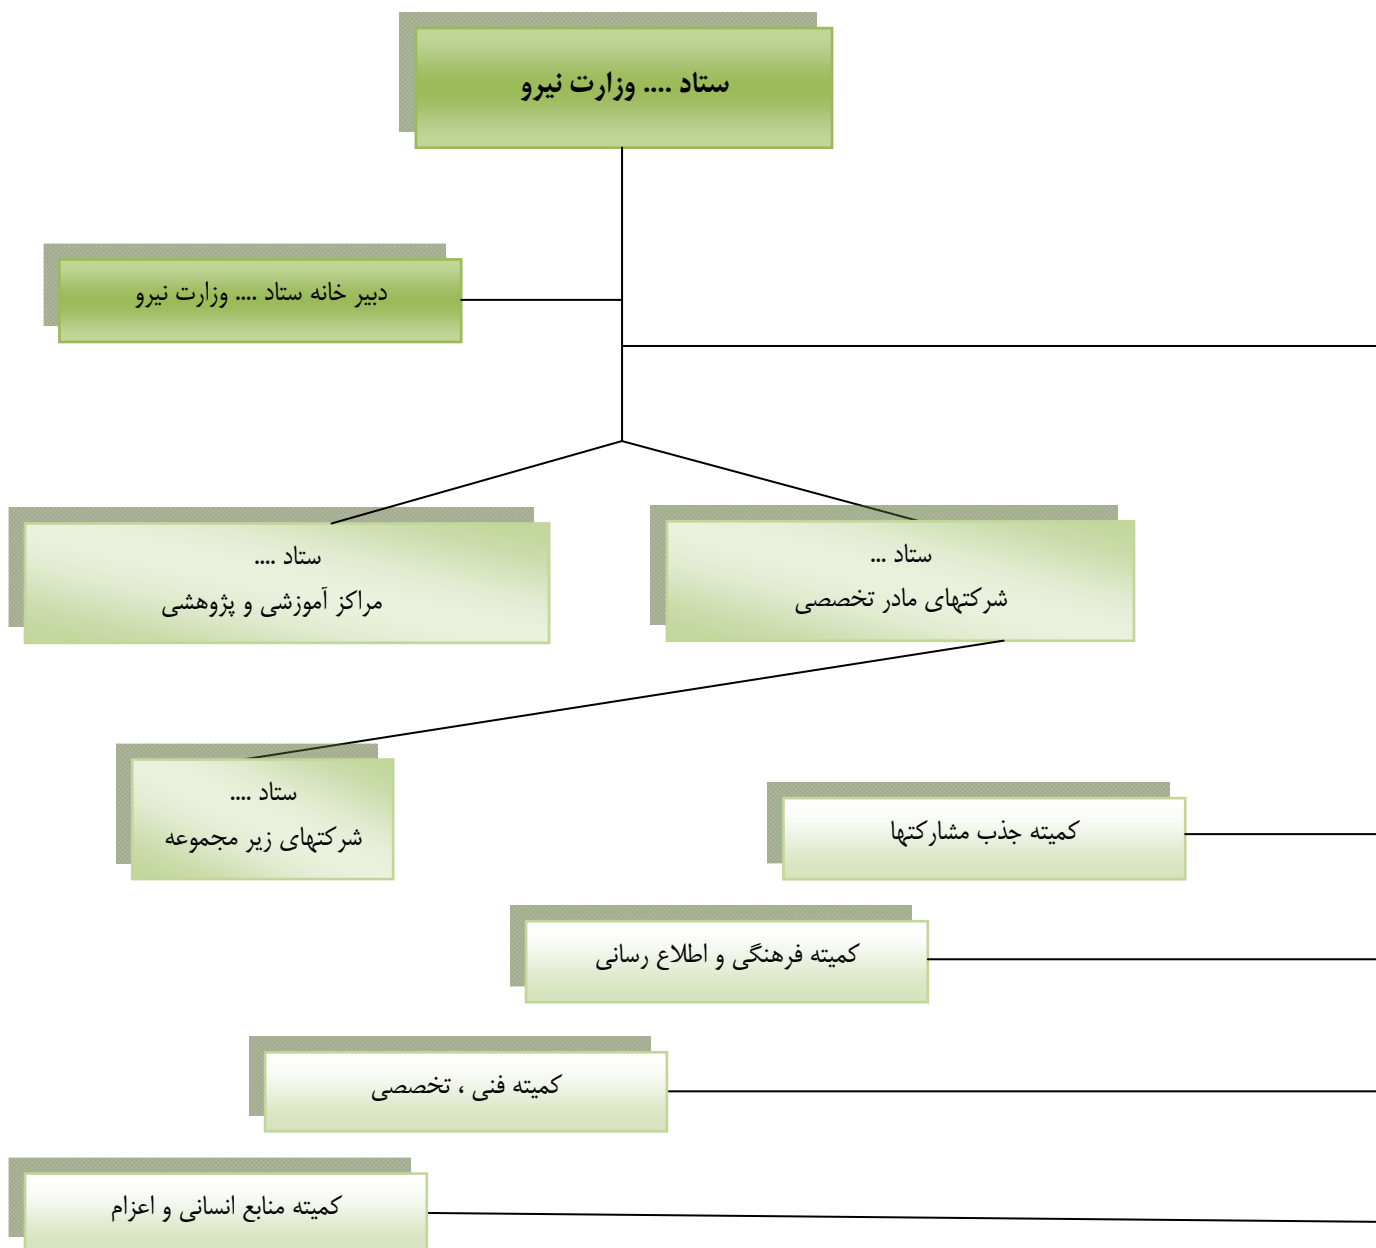 ستاد .... وزارت نیرو
دبیر خانه ستاد .... وزارت نیرو
ستاد ...
شرکتهای مادر تخصصی
ستاد ....
مراکز آموزشی و پژوهشی
ستاد ....
شرکتهای زیر مجموعه
کمیته جذب مشارکتها
کمیته فرهنگی و اطلاع رسانی
کمیته فنی ، تخصصی
کمیته منابع انسانی و اعزام